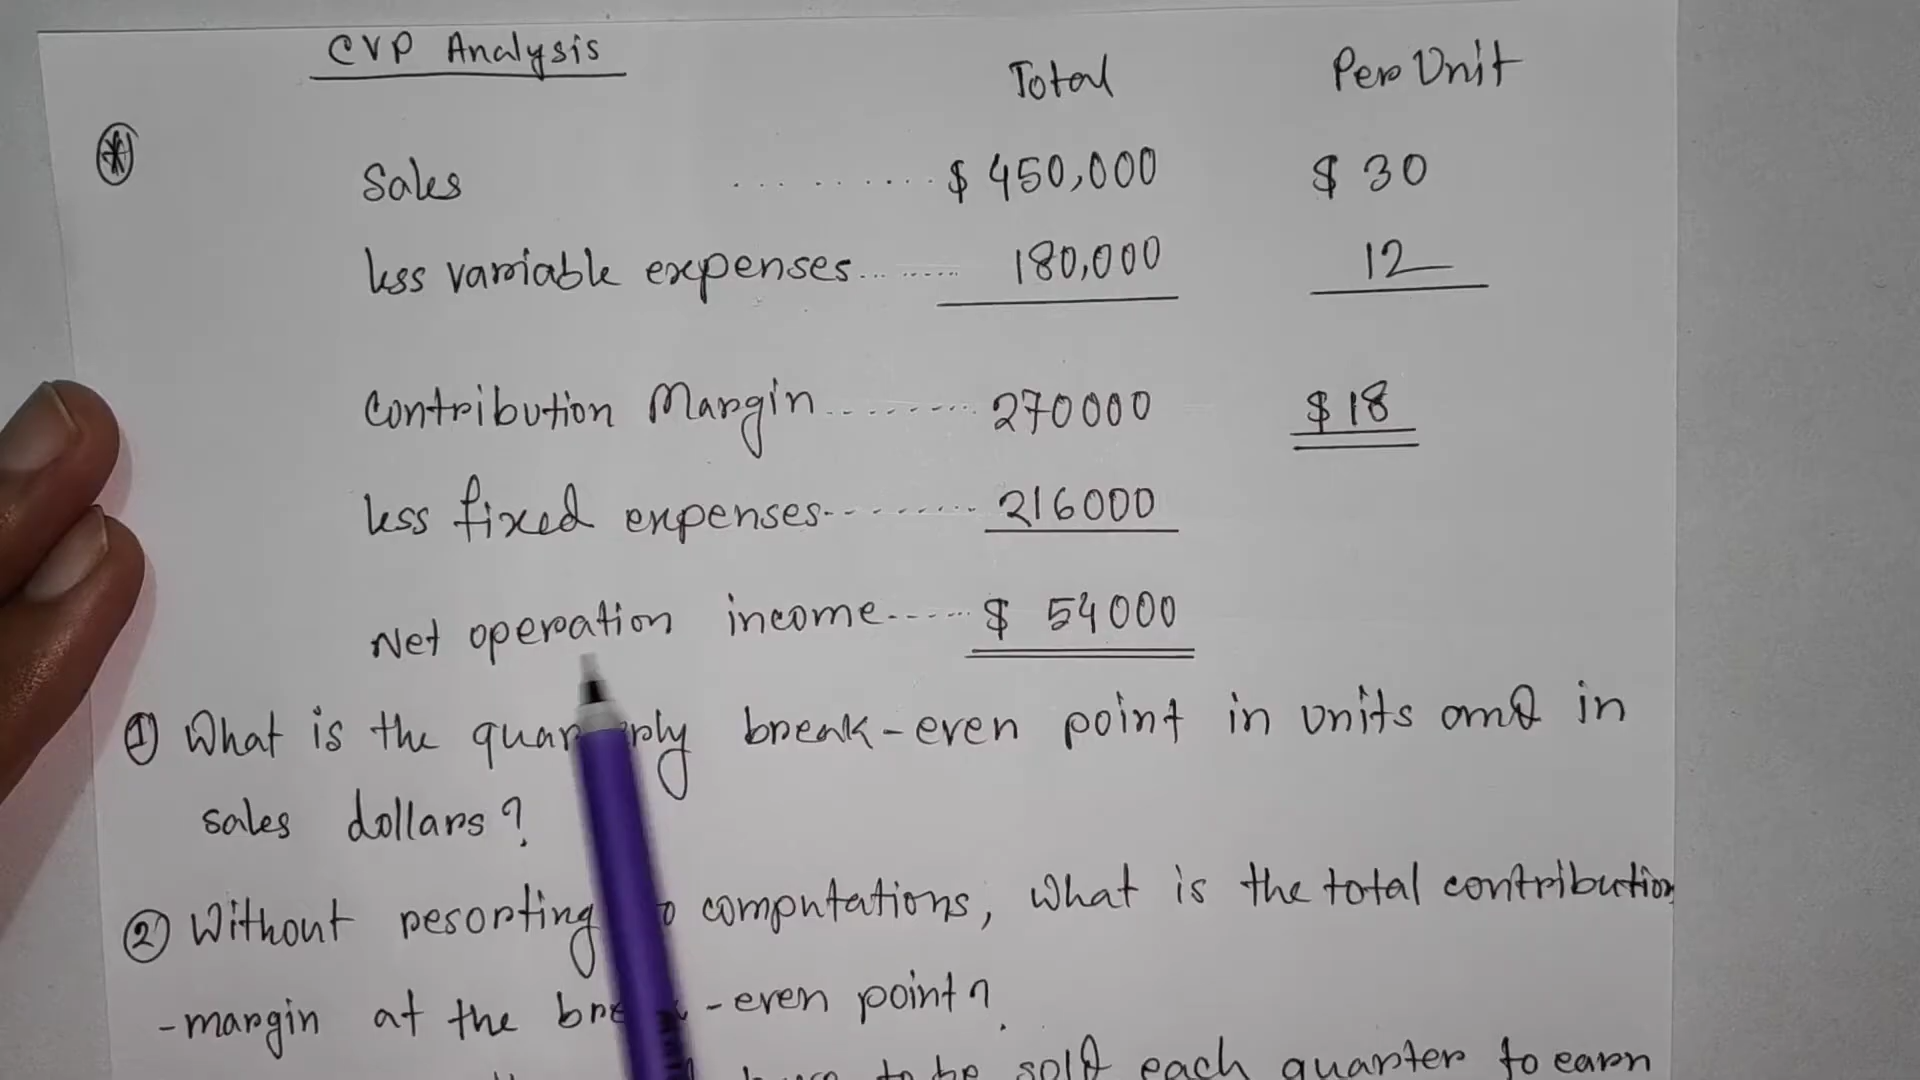 CVP Analysis
Total Per Unit
Sales .......... $ 450,000 $ 30
less variable expenses......... 180,000 12
Contribution Margin......... 270000 $ 18
less fixed expenses......... 216000
Net operation income...... $ 54000
① What is the break-even point in units and in
sales dollars?
② Without resorting computations, What is the total contribution
-margin at the -even point?
to be sold each quarter to earn